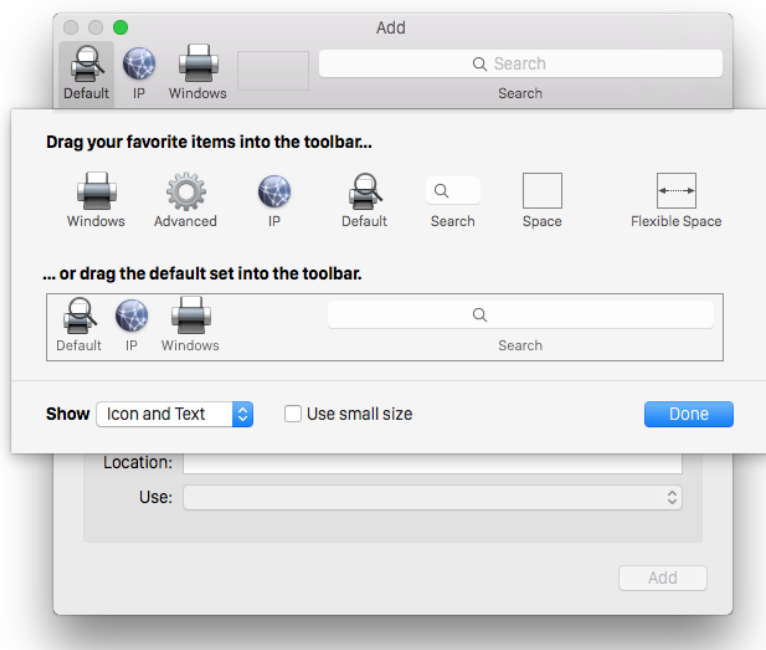 Add
Search
Default IP Windows Search
Drag your favorite items into the toolbar...
Windows Advanced IP Default Search Space Flexible Space
... or drag the default set into the toolbar.
Default IP Windows Search
Show Icon and Text Use small size Done
Location:
Use:
Add